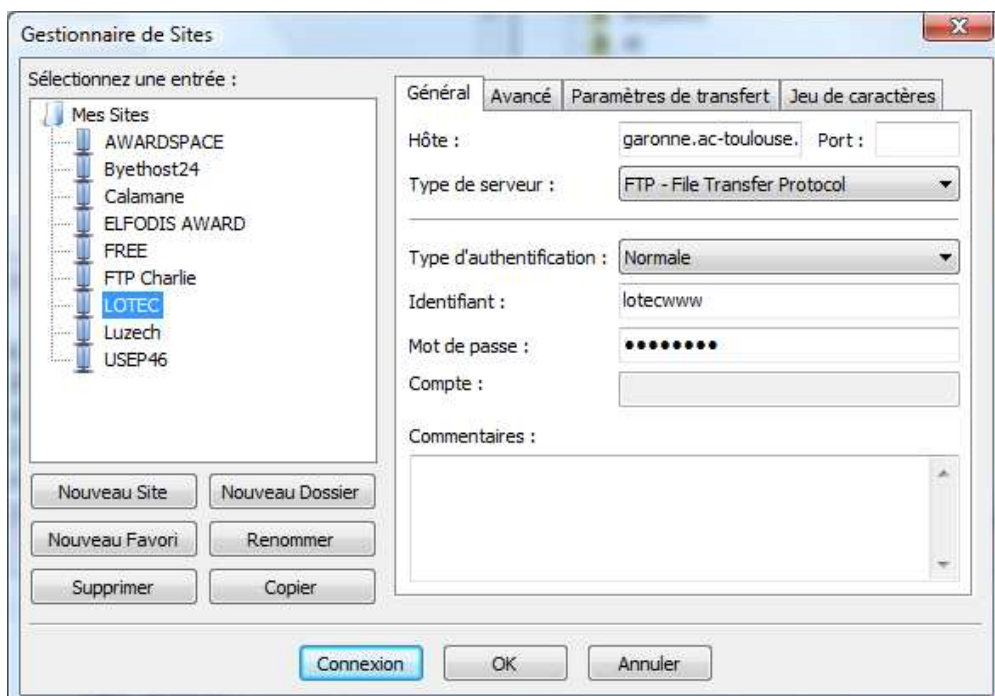 Gestionnaire de Sites
Sélectionnez une entrée :
Mes Sites
AWARDSPACE
Byethost24
Calamane
ELFODIS AWARD
FREE
FTP Charlie
LOTEC
Luzech
USEP46
Nouveau Site Nouveau Dossier
Nouveau Favori Renommer
Supprimer Copier
Général Avancé Paramètres de transfert Jeu de caractères
Hôte : garonne.ac-toulouse. Port :
Type de serveur : FTP - File Transfer Protocol
Type d'authentification : Normale
Identifiant : lotecwww
Mot de passe : ●●●●●●●●
Compte :
Commentaires :
Connexion OK Annuler